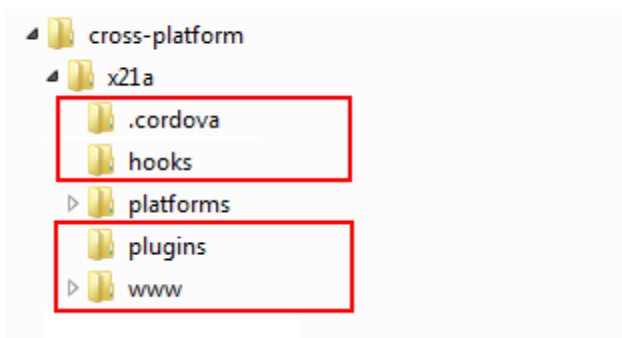 cross-platform
x21a
.cordova
hooks
platforms
plugins
www